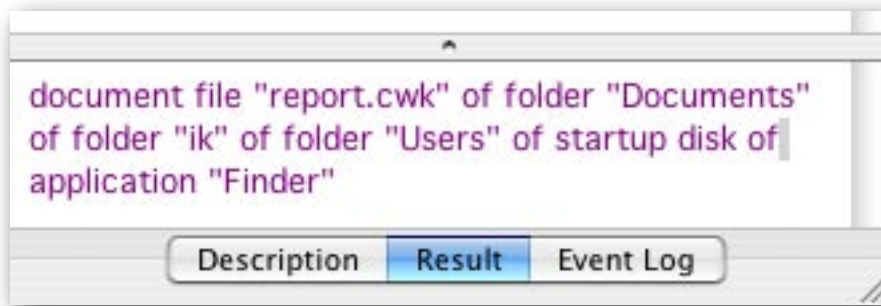 document file "report.cwk" of folder "Documents"
of folder "ik" of folder "Users" of startup disk of
application "Finder"
Description Result Event Log